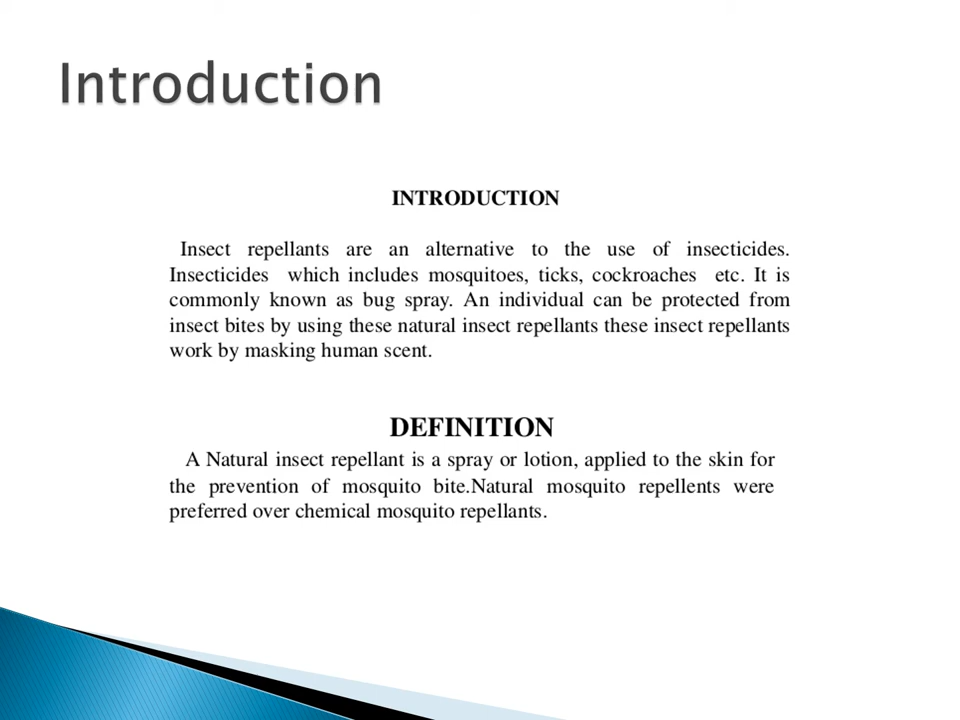 Introduction
INTRODUCTION
Insect repellants are an alternative to the use of insecticides.
Insecticides which includes mosquitoes, ticks, cockroaches etc. It is
commonly known as bug spray. An individual can be protected from
insect bites by using these natural insect repellants these insect repellants
work by masking human scent.
DEFINITION
A Natural insect repellant is a spray or lotion, applied to the skin for
the prevention of mosquito bite.Natural mosquito repellents were
preferred over chemical mosquito repellants.